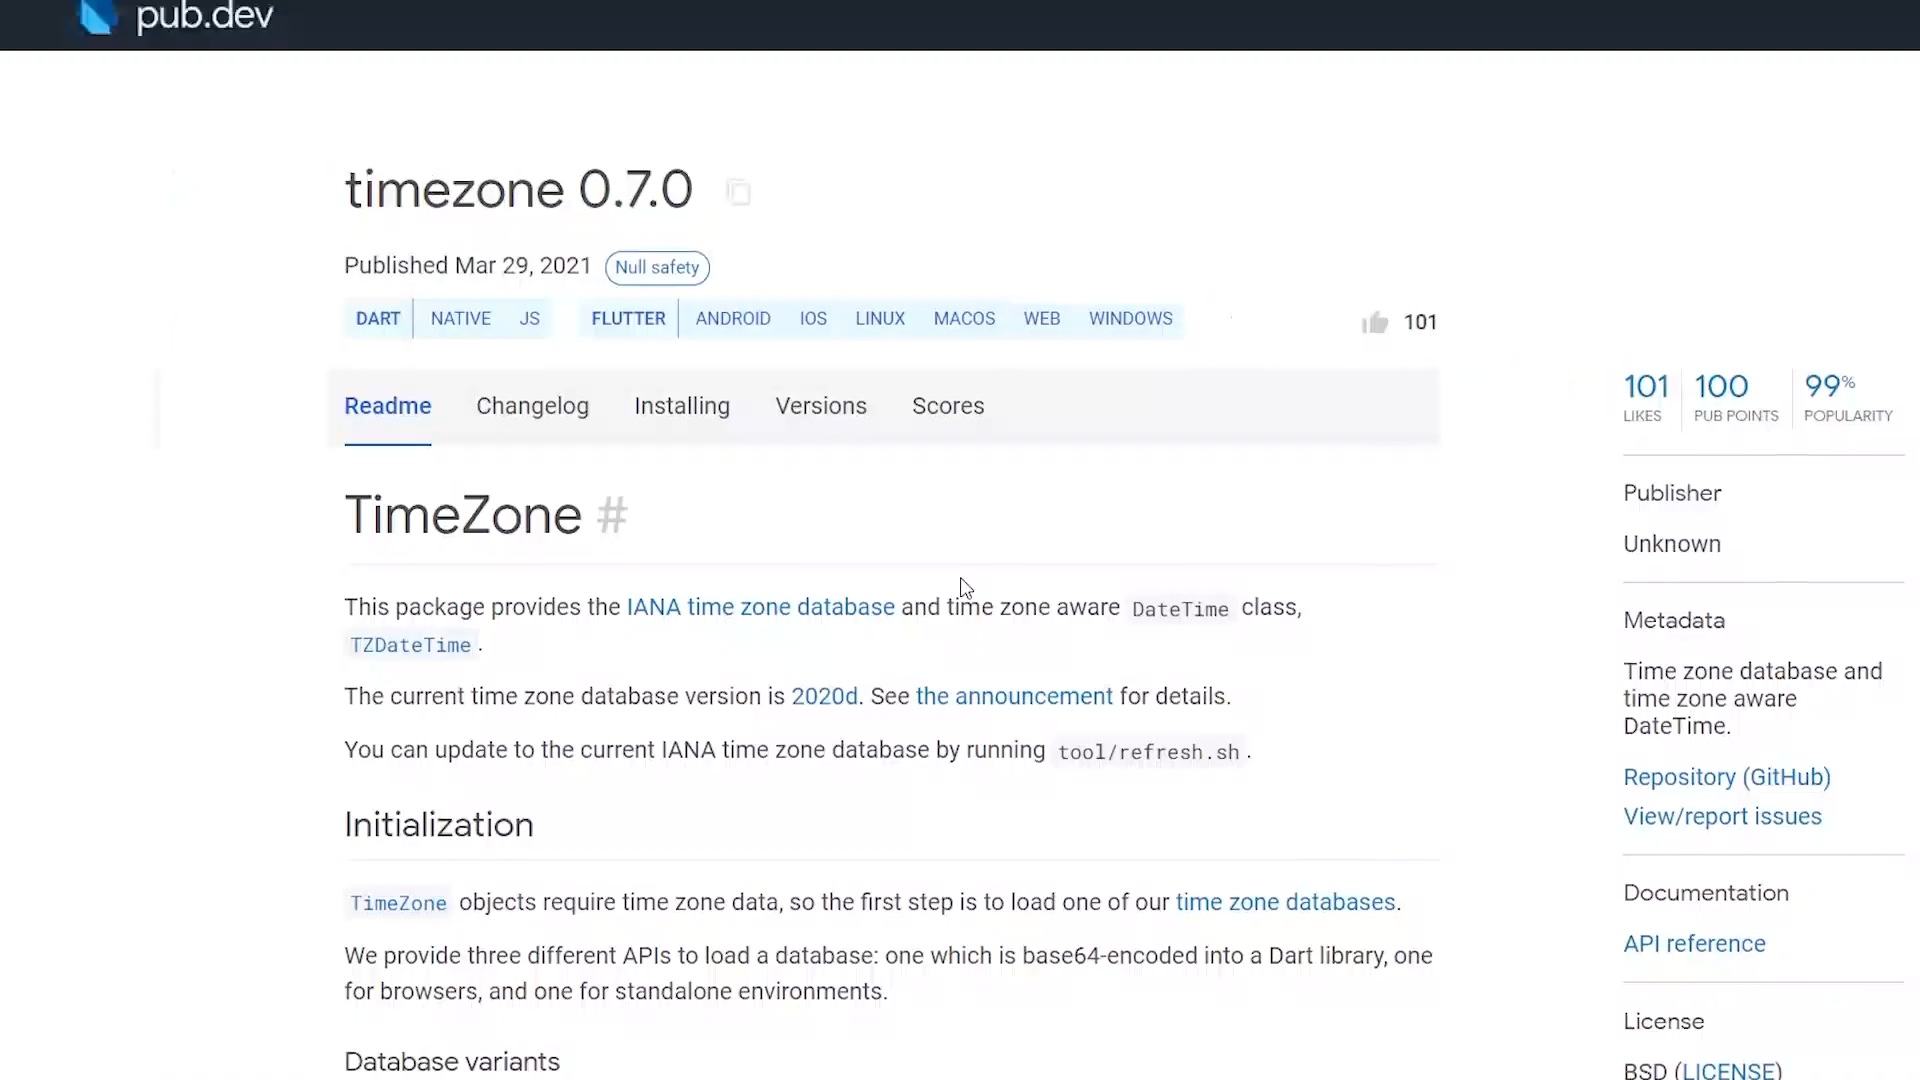 pub.dev
timezone 0.7.0
Published Mar 29, 2021 Null safety
DART NATIVE JS FLUTTER ANDROID IOS LINUX MACOS WEB WINDOWS 101
Readme Changelog Installing Versions Scores
TimeZone #
This package provides the IANA time zone database and time zone aware DateTime class,
TZDateTime.
The current time zone database version is 2020d. See the announcement for details.
You can update to the current IANA time zone database by running tool/refresh.sh.
Initialization
TimeZone objects require time zone data, so the first step is to load one of our time zone databases.
We provide three different APIs to load a database: one which is base64-encoded into a Dart library, one
for browsers, and one for standalone environments.
Database variants
101 100 99%
LIKES PUB POINTS POPULARITY
Publisher
Unknown
Metadata
Time zone database and
time zone aware
DateTime.
Repository (GitHub)
View/report issues
Documentation
API reference
License
BSD (LICENSE)